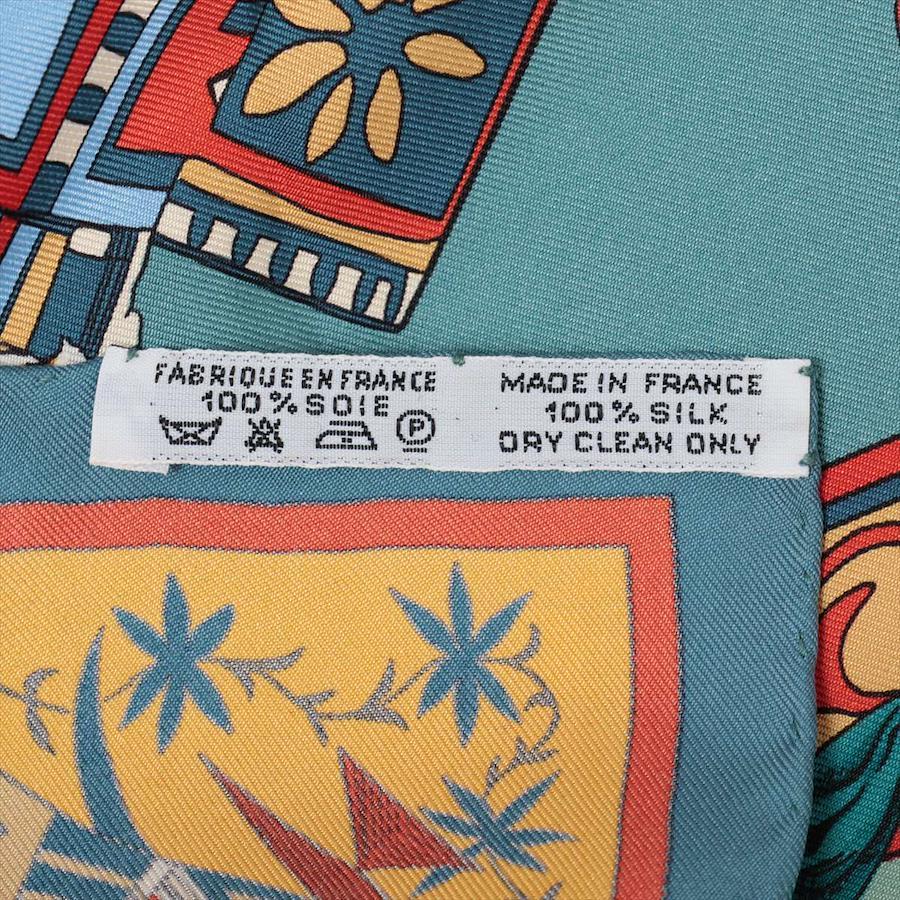 FABRIQUE EN FRANCE
100% SOIE
P
MADE IN FRANCE
100% SILK
DRY CLEAN ONLY